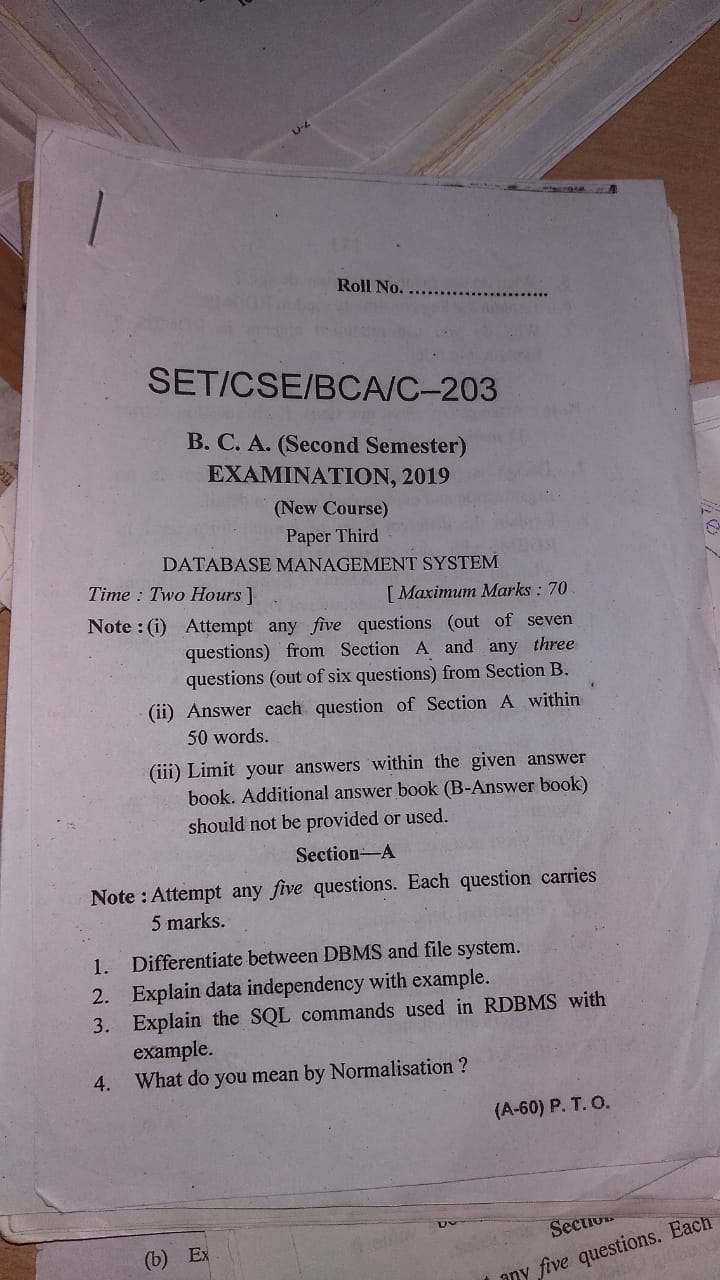 Roll No. ......................
SET/CSE/BCA/C–203
B. C. A. (Second Semester)
EXAMINATION, 2019
(New Course)
Paper Third
DATABASE MANAGEMENT SYSTEM
Time : Two Hours ] [ Maximum Marks : 70
Note : (i) Attempt any five questions (out of seven
questions) from Section A and any three
questions (out of six questions) from Section B.
(ii) Answer each question of Section A within
50 words.
(iii) Limit your answers within the given answer
book. Additional answer book (B-Answer book)
should not be provided or used.
Section—A
Note : Attempt any five questions. Each question carries
5 marks.
1. Differentiate between DBMS and file system.
2. Explain data independency with example.
3. Explain the SQL commands used in RDBMS with
example.
4. What do you mean by Normalisation ?
(A-60) P. T. O.
(b) Ex
any five questions. Each